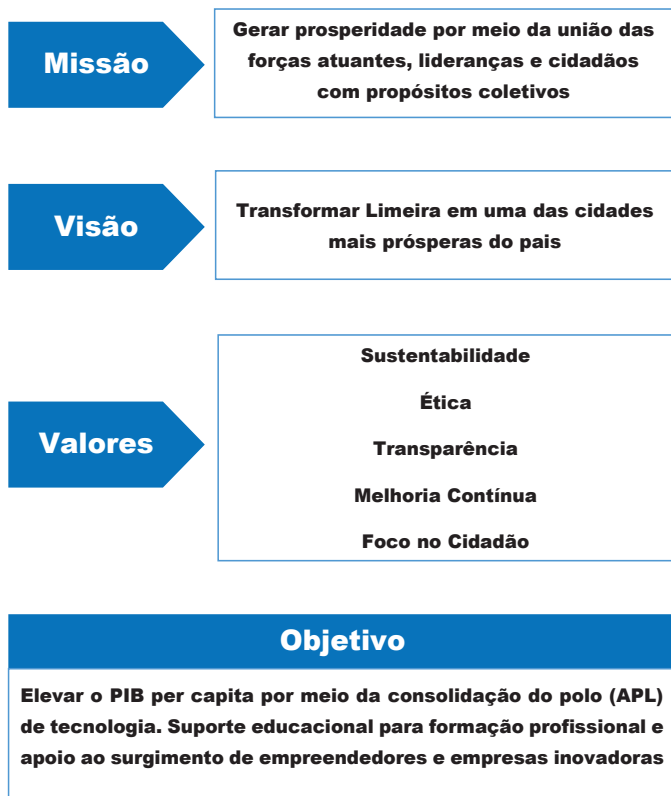 Missão
Gerar prosperidade por meio da união das
forças atuantes, lideranças e cidadãos
com propósitos coletivos
Visão
Transformar Limeira em uma das cidades
mais prósperas do pais
Valores
Sustentabilidade
Ética
Transparência
Melhoria Contínua
Foco no Cidadão
Objetivo
Elevar o PIB per capita por meio da consolidação do polo (APL)
de tecnologia. Suporte educacional para formação profissional e
apoio ao surgimento de empreendedores e empresas inovadoras